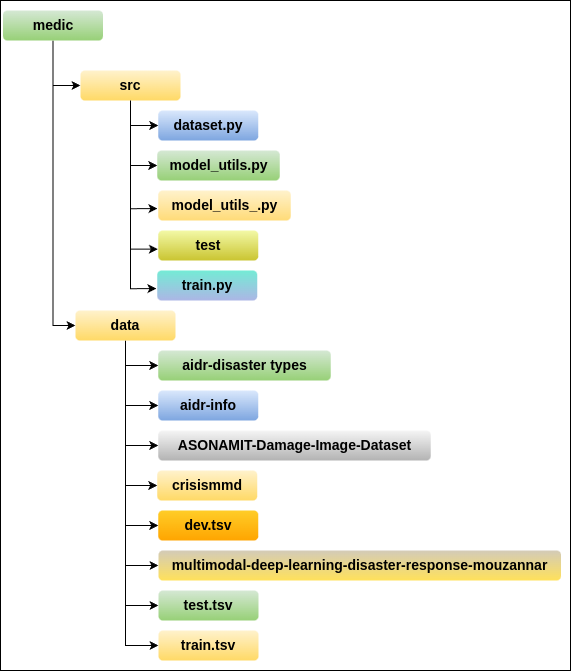 medic
src
dataset.py
model_utils.py
model_utils_.py
test
train.py
data
aidr-disaster types
aidr-info
ASONAMIT-Damage-Image-Dataset
crisismmd
dev.tsv
multimodal-deep-learning-disaster-response-mouzannar
test.tsv
train.tsv